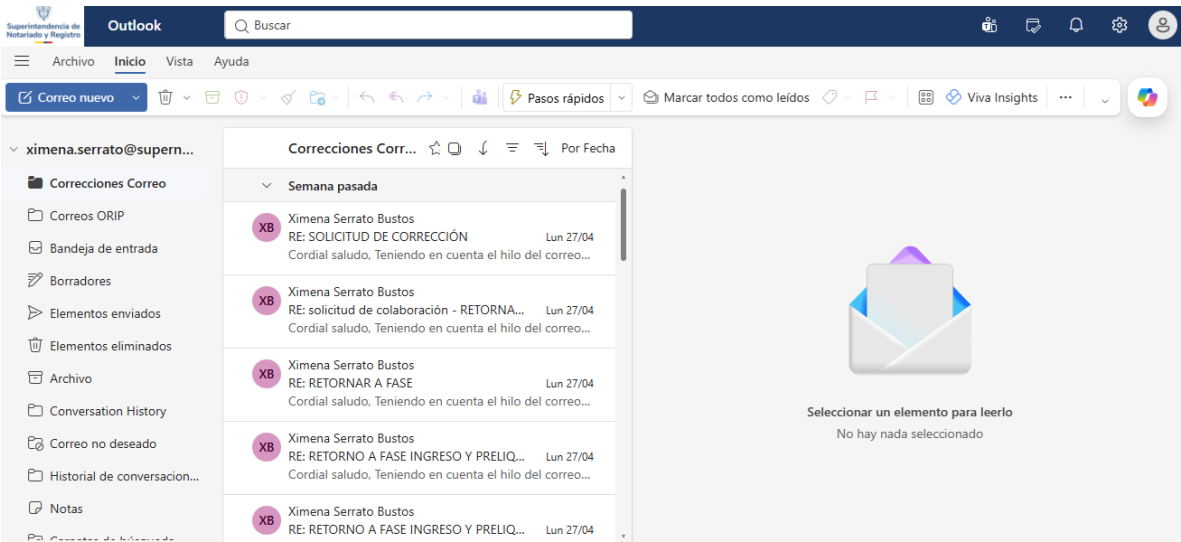 Superintendencia de
Notariado y Registro
Outlook
Buscar
Archivo Inicio Vista Ayuda
Correo nuevo
Pasos rápidos
Marcar todos como leídos
Viva Insights
ximena.serrato@supern...
Correcciones Correo
Correos ORIP
Bandeja de entrada
Borradores
Elementos enviados
Elementos eliminados
Archivo
Conversation History
Correo no deseado
Historial de conversacion...
Notas
Correcciones Corr...
Por Fecha
Semana pasada
XB
Ximena Serrato Bustos
RE: SOLICITUD DE CORRECCIÓN Lun 27/04
Cordial saludo, Teniendo en cuenta el hilo del correo...
XB
Ximena Serrato Bustos
RE: solicitud de colaboración - RETORNA... Lun 27/04
Cordial saludo, Teniendo en cuenta el hilo del correo...
XB
Ximena Serrato Bustos
RE: RETORNAR A FASE Lun 27/04
Cordial saludo, Teniendo en cuenta el hilo del correo...
XB
Ximena Serrato Bustos
RE: RETORNO A FASE INGRESO Y PRELIQ... Lun 27/04
Cordial saludo, Teniendo en cuenta el hilo del correo...
XB
Ximena Serrato Bustos
RE: RETORNO A FASE INGRESO Y PRELIQ... Lun 27/04
Seleccionar un elemento para leerlo
No hay nada seleccionado